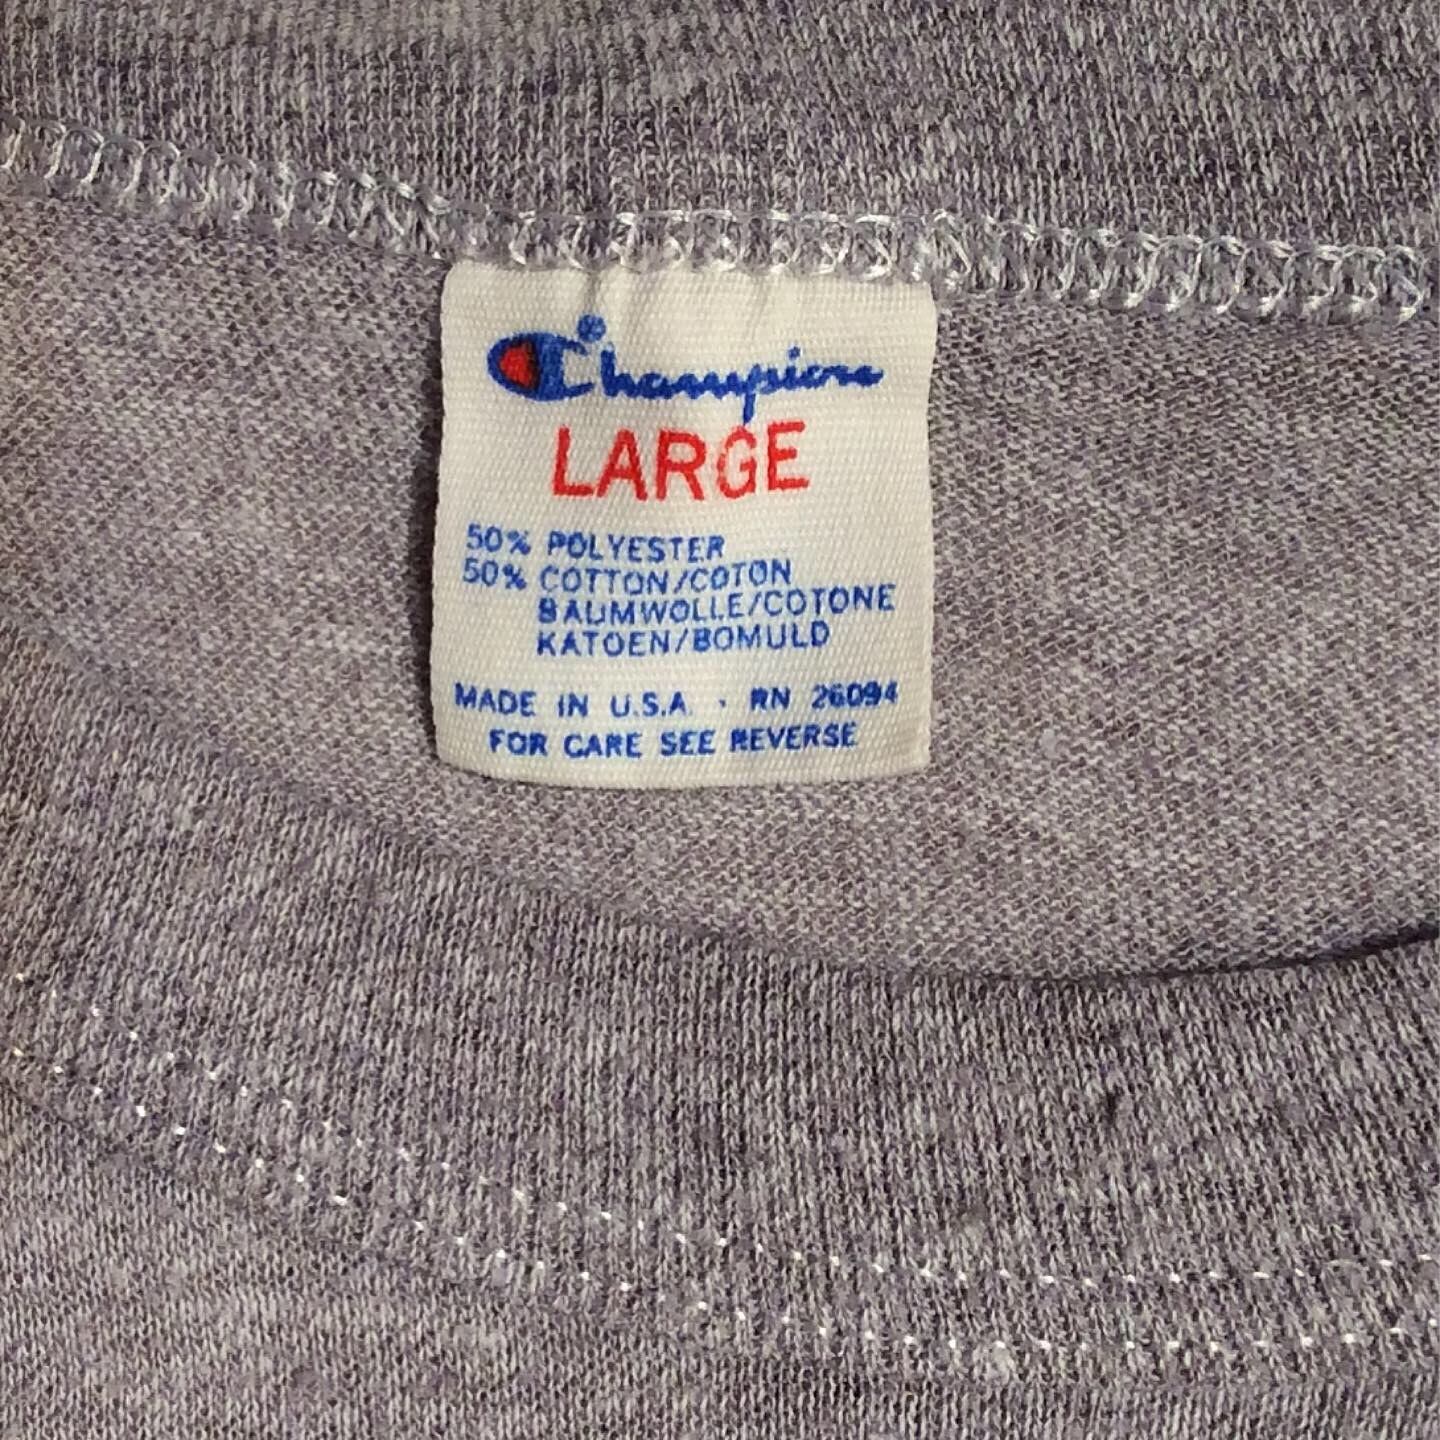 Champion®
LARGE
50% POLYESTER
50% COTTON/COTON
BAUMWOLLE/COTONE
KATOEN/BOMULD
MADE IN U.S.A. · RN 26094
FOR CARE SEE REVERSE